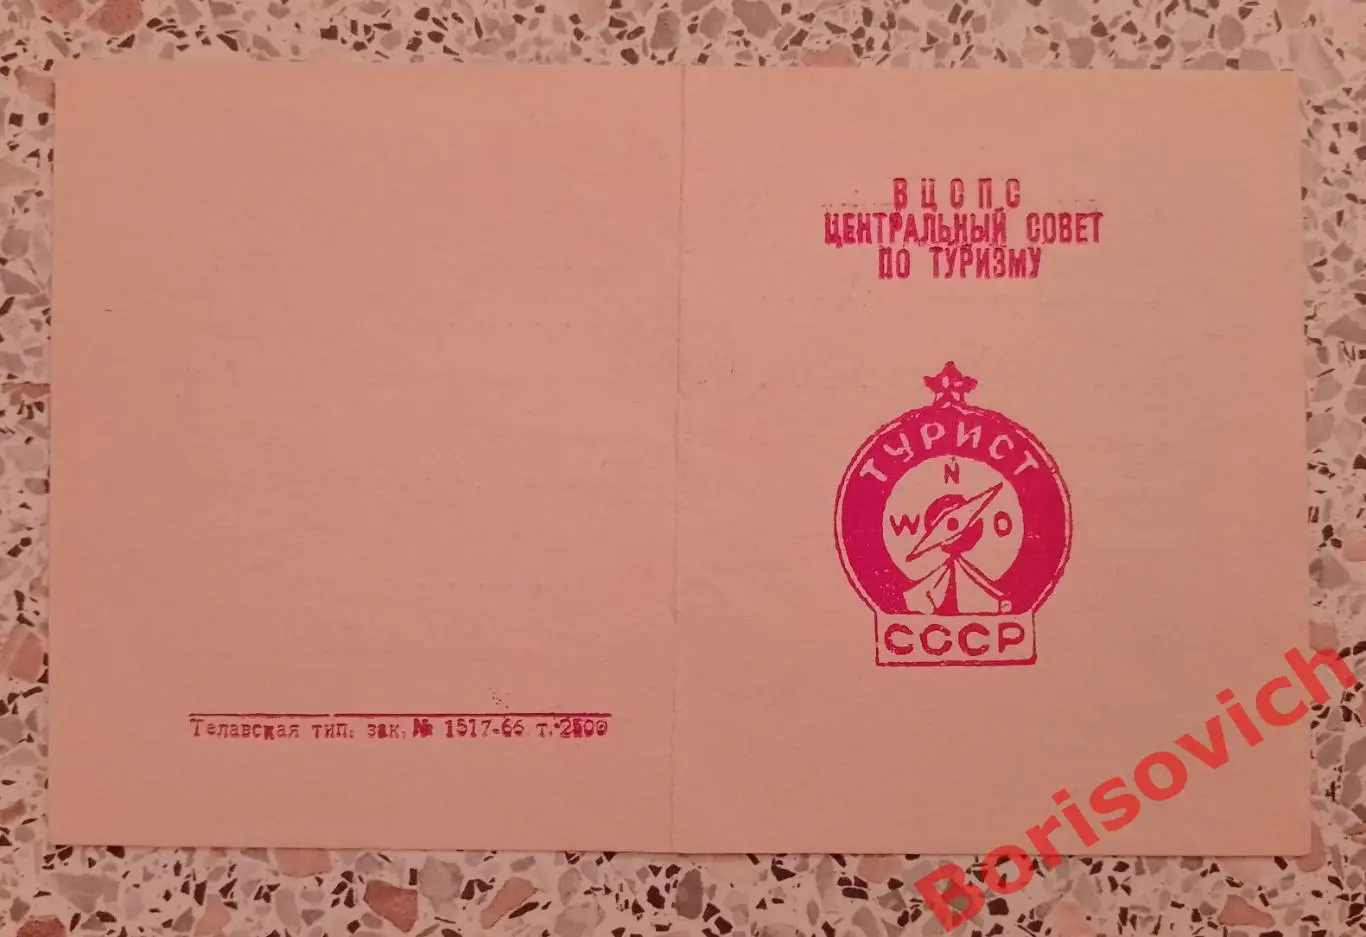 ВЦСПС
ЦЕНТРАЛЬНЫЙ СОВЕТ
ПО ТУРИЗМУ
ТУРИСТ
N
W O
СССР
Телавская тип. зак. № 1517-66 т. 2500
Borisovich